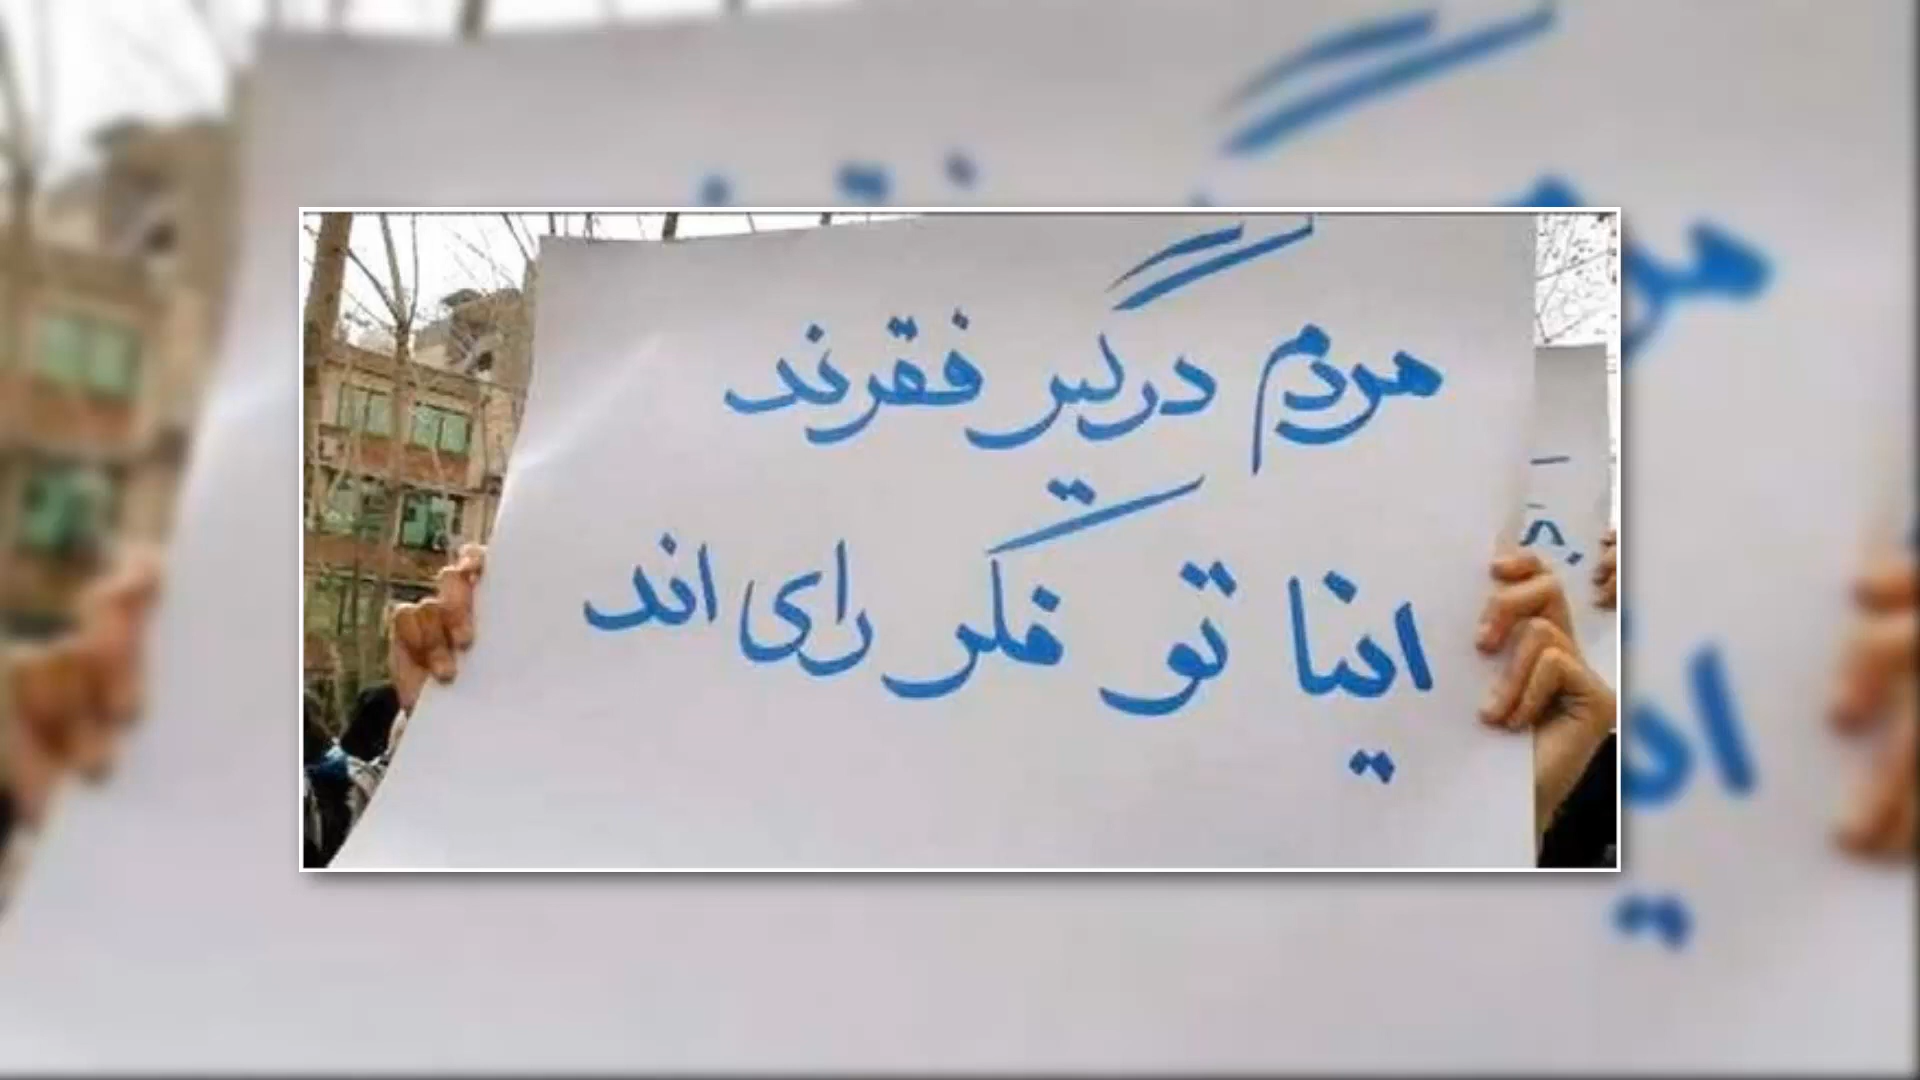 مردم درگیر فقرند
اینا تو فکر رای اند